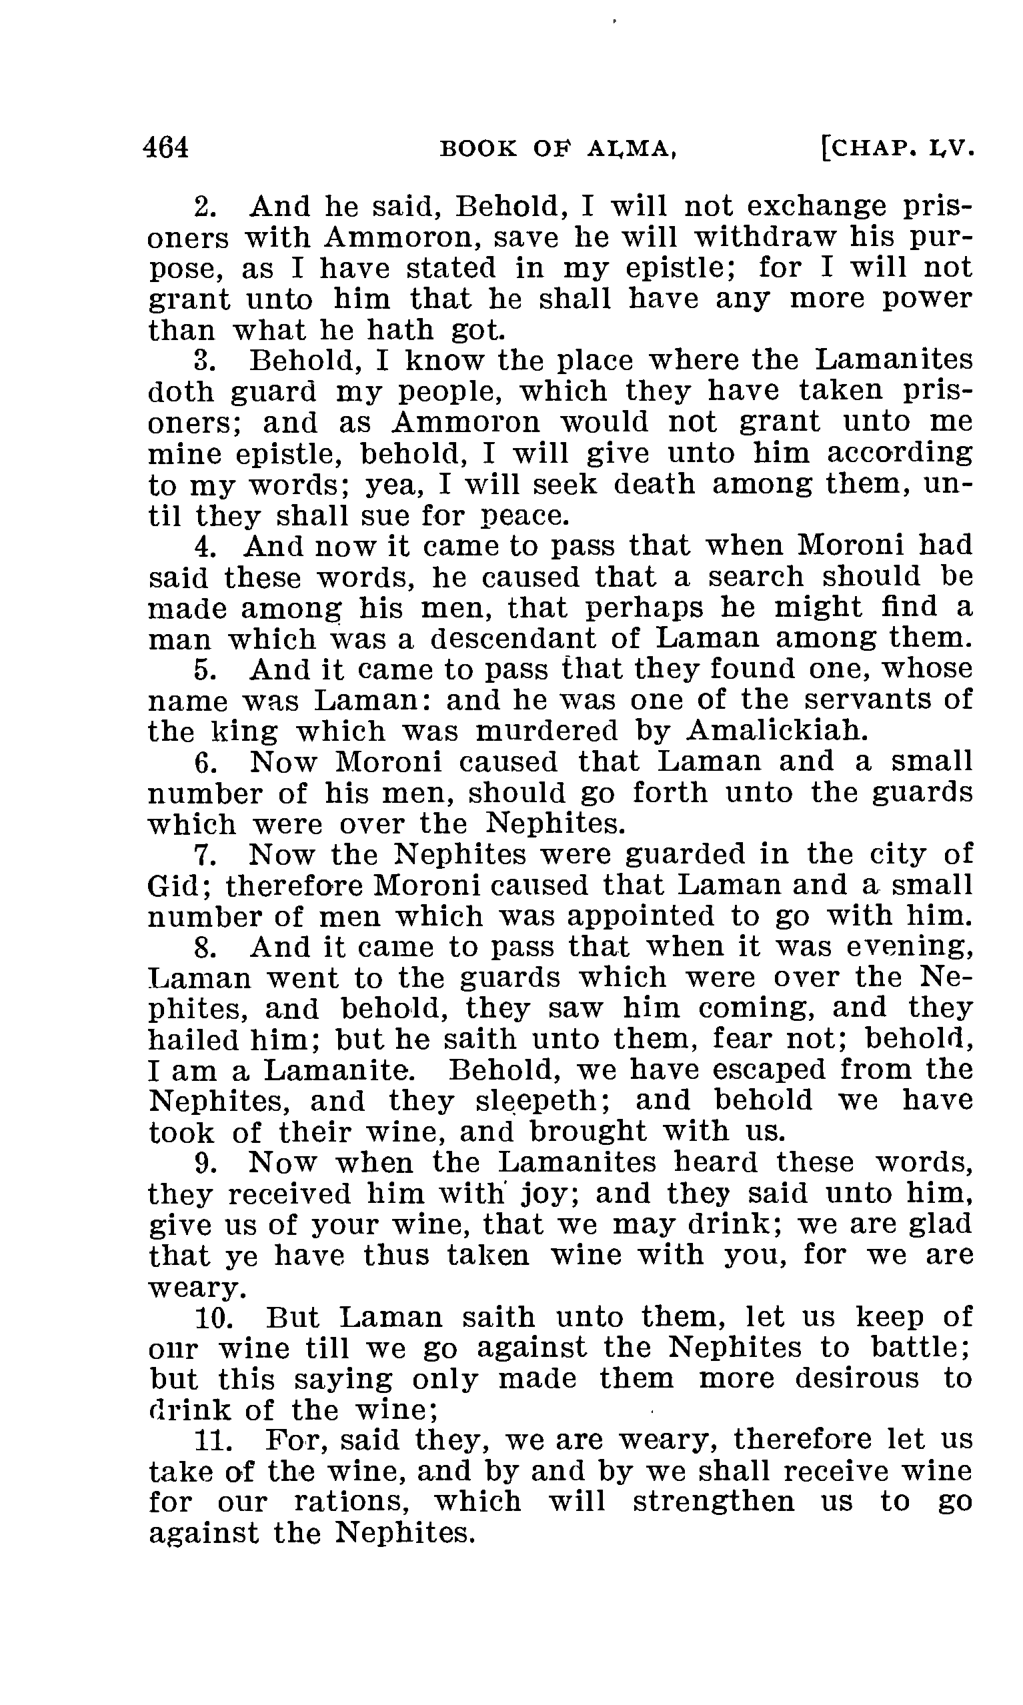 464 BOOK OF ALMA, [CHAP. LV.
2. And he said, Behold, I will not exchange pris-
oners with Ammoron, save he will withdraw his pur-
pose, as I have stated in my epistle; for I will not
grant unto him that he shall have any more power
than what he hath got.
3. Behold, I know the place where the Lamanites
doth guard my people, which they have taken pris-
oners; and as Ammoron would not grant unto me
mine epistle, behold, I will give unto him according
to my words; yea, I will seek death among them, un-
til they shall sue for peace.
4. And now it came to pass that when Moroni had
said these words, he caused that a search should be
made among his men, that perhaps he might find a
man which was a descendant of Laman among them.
5. And it came to pass that they found one, whose
name was Laman: and he was one of the servants of
the king which was murdered by Amalickiah.
6. Now Moroni caused that Laman and a small
number of his men, should go forth unto the guards
which were over the Nephites.
7. Now the Nephites were guarded in the city of
Gid; therefore Moroni caused that Laman and a small
number of men which was appointed to go with him.
8. And it came to pass that when it was evening,
Laman went to the guards which were over the Ne-
phites, and behold, they saw him coming, and they
hailed him; but he saith unto them, fear not; behold,
I am a Lamanite. Behold, we have escaped from the
Nephites, and they sleepeth; and behold we have
took of their wine, and brought with us.
9. Now when the Lamanites heard these words,
they received him with joy; and they said unto him,
give us of your wine, that we may drink; we are glad
that ye have thus taken wine with you, for we are
weary.
10. But Laman saith unto them, let us keep of
our wine till we go against the Nephites to battle;
but this saying only made them more desirous to
drink of the wine;
11. For, said they, we are weary, therefore let us
take of the wine, and by and by we shall receive wine
for our rations, which will strengthen us to go
against the Nephites.